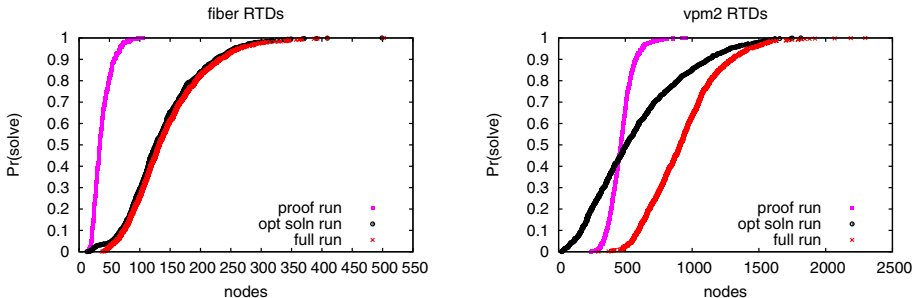 fiber RTDs
Pr(solve)
1
0.9
0.8
0.7
0.6
0.5
0.4
0.3
0.2
0.1
0
proof run
opt soln run
full run
0 50 100 150 200 250 300 350 400 450 500 550
nodes
vpm2 RTDs
Pr(solve)
1
0.9
0.8
0.7
0.6
0.5
0.4
0.3
0.2
0.1
0
proof run
opt soln run
full run
0 500 1000 1500 2000 2500
nodes